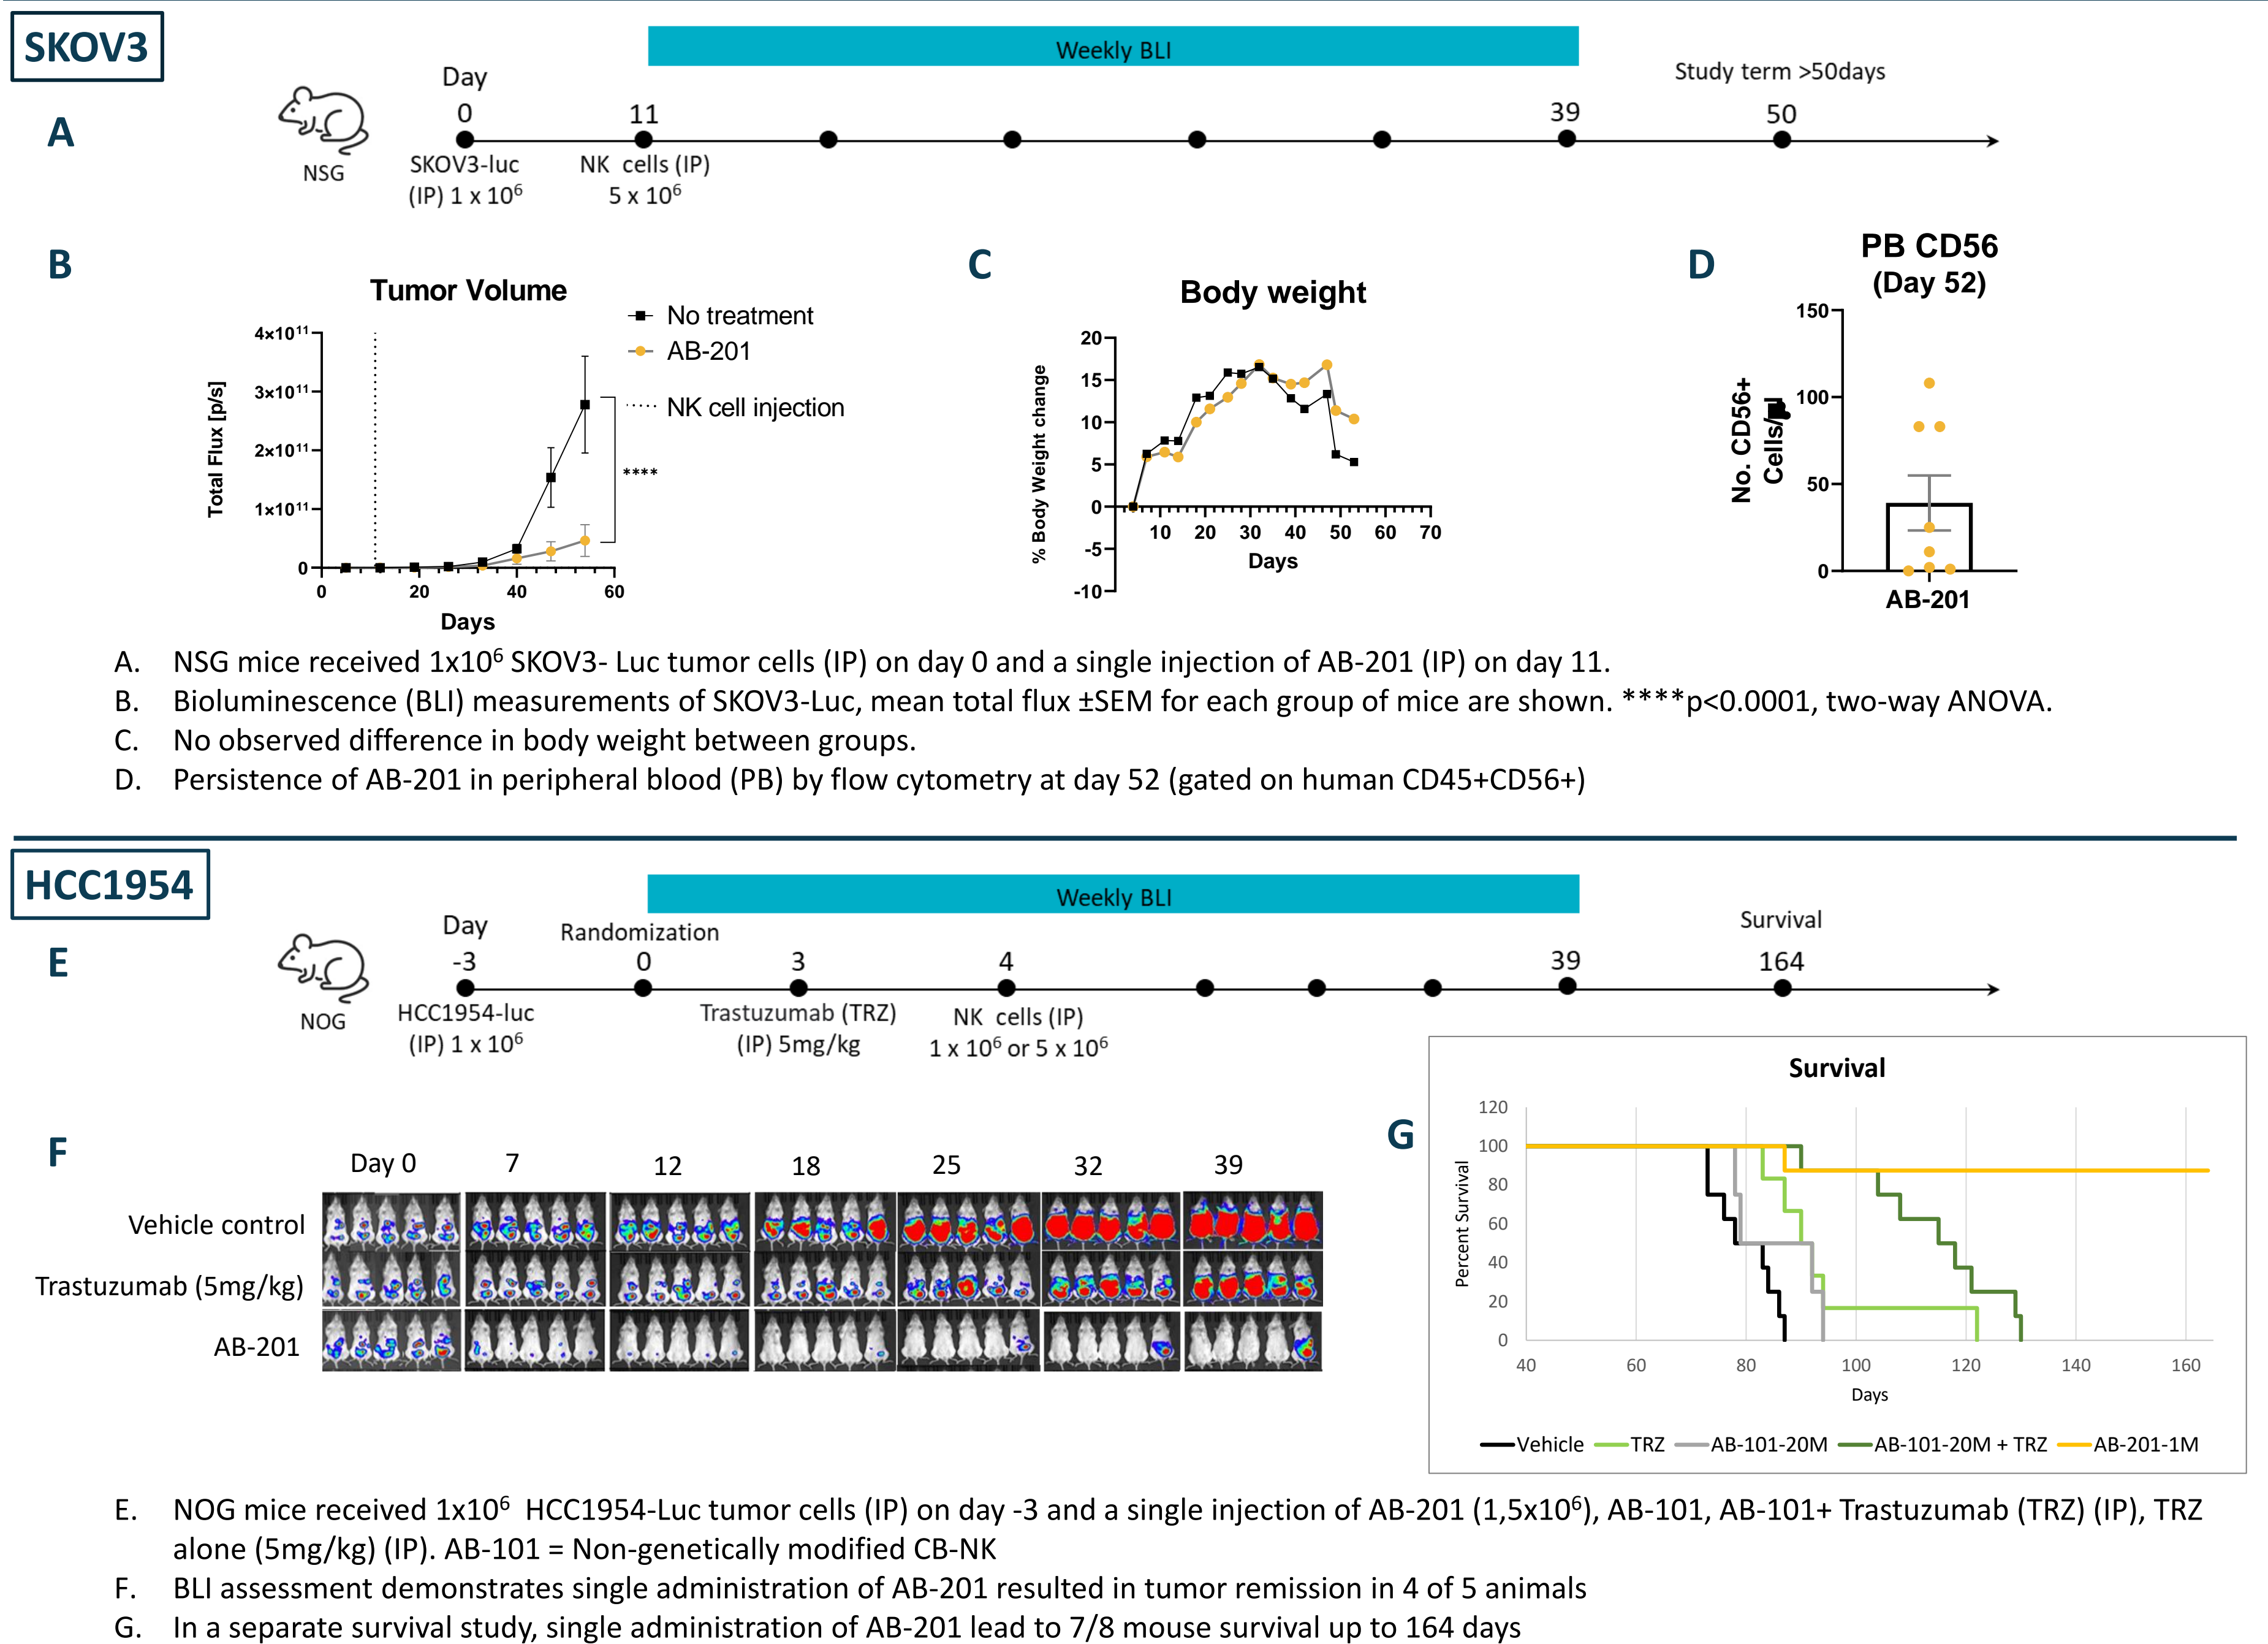 SKOV3
Weekly BLI
Study term >50days
Day
0
11
39
50
A
NSG
SKOV3-luc
(IP) 1 x 10⁶
NK cells (IP)
5 x 10⁶
B
Tumor Volume
No treatment
AB-201
NK cell injection
4×10¹¹
3×10¹¹
2×10¹¹
1×10¹¹
0
Total Flux [p/s]
****
0 20 40 60
Days
C
Body weight
20
15
10
5
0
-5
-10
% Body Weight change
10 20 30 40 50 60 70
Days
D
PB CD56
(Day 52)
150
100
50
0
No. CD56+
Cells/µl
AB-201
A. NSG mice received 1x10⁶ SKOV3- Luc tumor cells (IP) on day 0 and a single injection of AB-201 (IP) on day 11.
B. Bioluminescence (BLI) measurements of SKOV3-Luc, mean total flux ±SEM for each group of mice are shown. ****p<0.0001, two-way ANOVA.
C. No observed difference in body weight between groups.
D. Persistence of AB-201 in peripheral blood (PB) by flow cytometry at day 52 (gated on human CD45+CD56+)
HCC1954
Weekly BLI
Day
Randomization
Survival
-3
0
3
4
39
164
E
NOG
HCC1954-luc
(IP) 1 x 10⁶
Trastuzumab (TRZ)
(IP) 5mg/kg
NK cells (IP)
1 x 10⁶ or 5 x 10⁶
F
Day 0 7 12 18 25 32 39
Vehicle control
Trastuzumab (5mg/kg)
AB-201
G
Survival
120
100
80
60
40
20
0
Percent Survival
40 60 80 100 120 140 160
Days
Vehicle TRZ AB-101-20M AB-101-20M + TRZ AB-201-1M
E. NOG mice received 1x10⁶ HCC1954-Luc tumor cells (IP) on day -3 and a single injection of AB-201 (1,5x10⁶), AB-101, AB-101+ Trastuzumab (TRZ) (IP), TRZ
alone (5mg/kg) (IP). AB-101 = Non-genetically modified CB-NK
F. BLI assessment demonstrates single administration of AB-201 resulted in tumor remission in 4 of 5 animals
G. In a separate survival study, single administration of AB-201 lead to 7/8 mouse survival up to 164 days